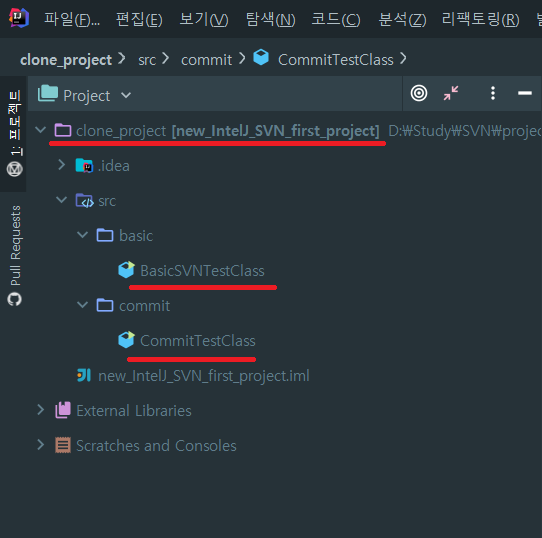 IJ 파일(F)... 편집(E) 보기(V) 탐색(N) 코드(C) 분석(Z) 리팩토링(R)
clone_project src commit CommitTestClass
1: 프로젝트
Pull Requests
Project
clone_project [new_IntelJ_SVN_first_project] D:₩Study₩SVN₩projec
.idea
src
basic
BasicSVNTestClass
commit
CommitTestClass
new_IntelJ_SVN_first_project.iml
External Libraries
Scratches and Consoles